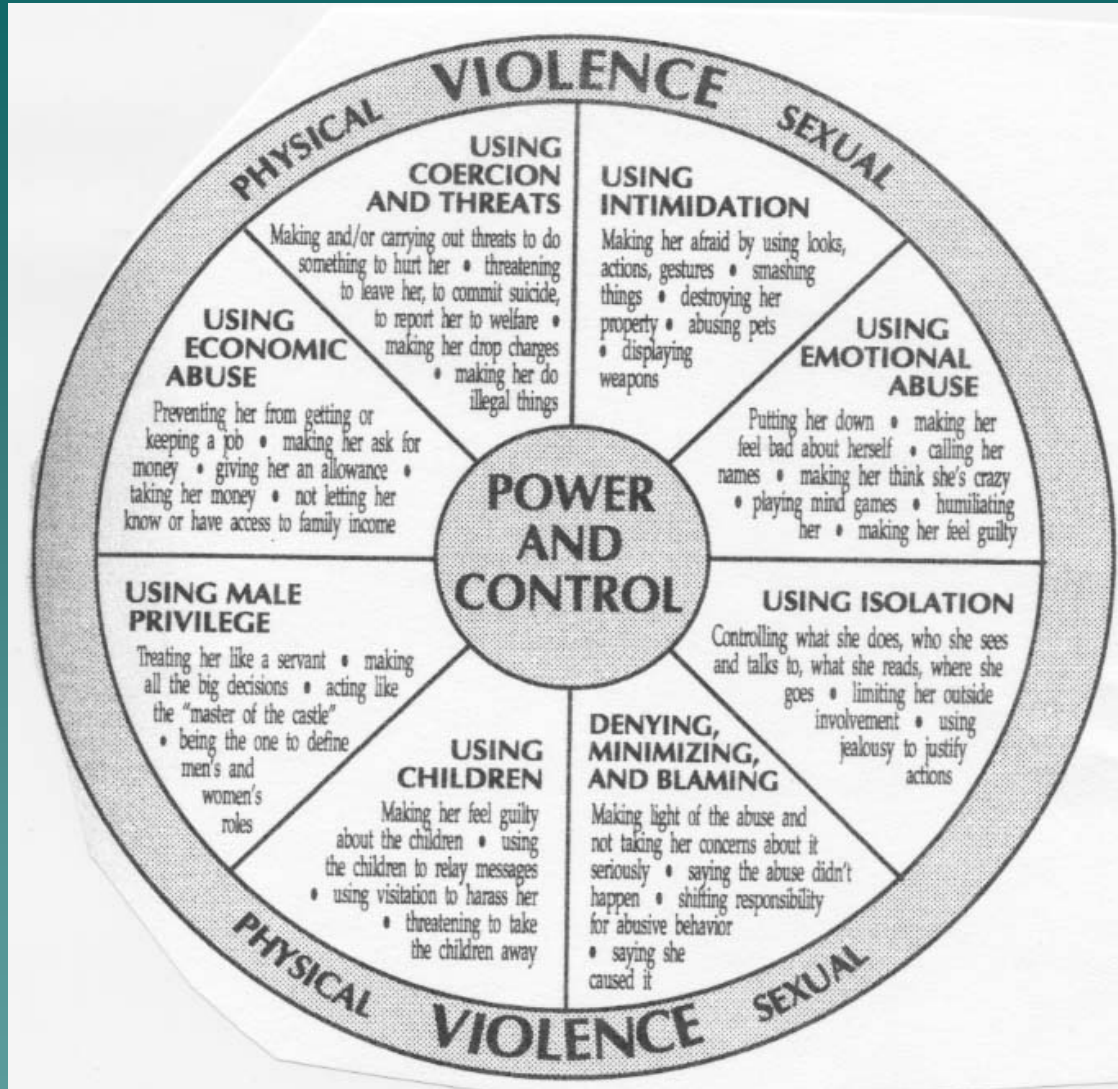 PHYSICAL VIOLENCE SEXUAL
USING
COERCION
AND THREATS
Making and/or carrying out threats to do
something to hurt her • threatening
to leave her, to commit suicide,
to report her to welfare •
making her drop charges
• making her do
illegal things
USING
INTIMIDATION
Making her afraid by using looks,
actions, gestures • smashing
things • destroying her
property • abusing pets
• displaying
weapons
USING
EMOTIONAL
ABUSE
Putting her down • making her
feel bad about herself • calling her
names • making her think she's crazy
• playing mind games • humiliating
her • making her feel guilty
USING ISOLATION
Controlling what she does, who she sees
and talks to, what she reads, where she
goes • limiting her outside
involvement • using
jealousy to justify
actions
DENYING,
MINIMIZING,
AND BLAMING
Making light of the abuse and
not taking her concerns about it
seriously • saying the abuse didn't
happen • shifting responsibility
for abusive behavior
• saying she
caused it
USING
CHILDREN
Making her feel guilty
about the children • using
the children to relay messages
• using visitation to harass her
• threatening to take
the children away
USING MALE
PRIVILEGE
Treating her like a servant • making
all the big decisions • acting like
the "master of the castle"
• being the one to define
men's and
women's
roles
USING
ECONOMIC
ABUSE
Preventing her from getting or
keeping a job • making her ask for
money • giving her an allowance •
taking her money • not letting her
know or have access to family income
POWER
AND
CONTROL
PHYSICAL VIOLENCE SEXUAL